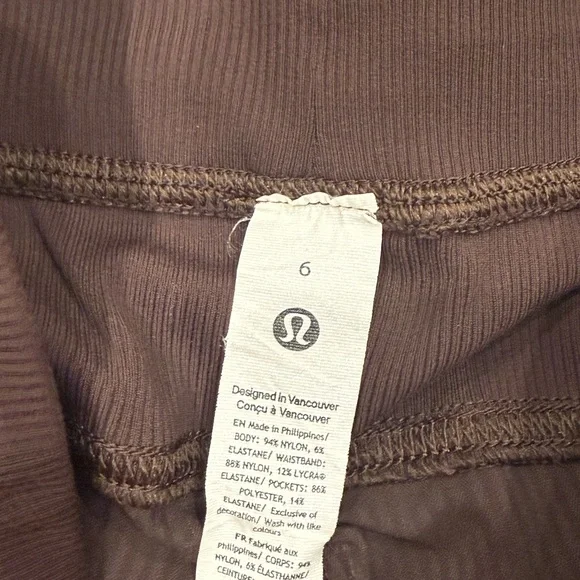 6
Designed in Vancouver
Conçu à Vancouver
EN Made in Philippines/
BODY: 94% NYLON, 6%
ELASTANE/ WAISTBAND:
88% NYLON, 12% LYCRA®
ELASTANE/ POCKETS: 86%
POLYESTER, 14%
ELASTANE/ Exclusive of
decoration/ Wash with like
colours
FR Fabriqué aux
Philippines/ CORPS: 94%
NYLON, 6% ÉLASTHANNE/
CEINTURE: